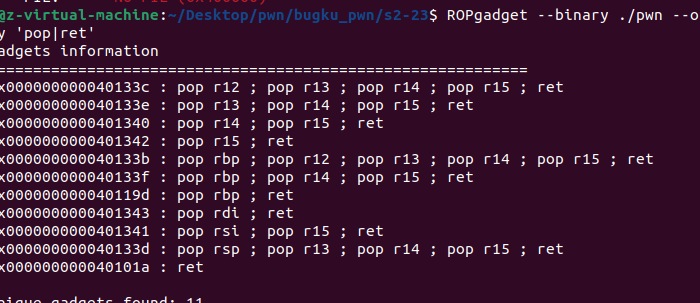 @z-virtual-machine:~/Desktop/pwn/bugku_pwn/s2-23$ ROPgadget --binary ./pwn --o
y 'pop|ret'
adgets information
============================================================
x000000000040133c : pop r12 ; pop r13 ; pop r14 ; pop r15 ; ret
x000000000040133e : pop r13 ; pop r14 ; pop r15 ; ret
x0000000000401340 : pop r14 ; pop r15 ; ret
x0000000000401342 : pop r15 ; ret
x000000000040133b : pop rbp ; pop r12 ; pop r13 ; pop r14 ; pop r15 ; ret
x000000000040133f : pop rbp ; pop r14 ; pop r15 ; ret
x000000000040119d : pop rbp ; ret
x0000000000401343 : pop rdi ; ret
x0000000000401341 : pop rsi ; pop r15 ; ret
x000000000040133d : pop rsp ; pop r13 ; pop r14 ; pop r15 ; ret
x000000000040101a : ret
nique gadgets found: 11